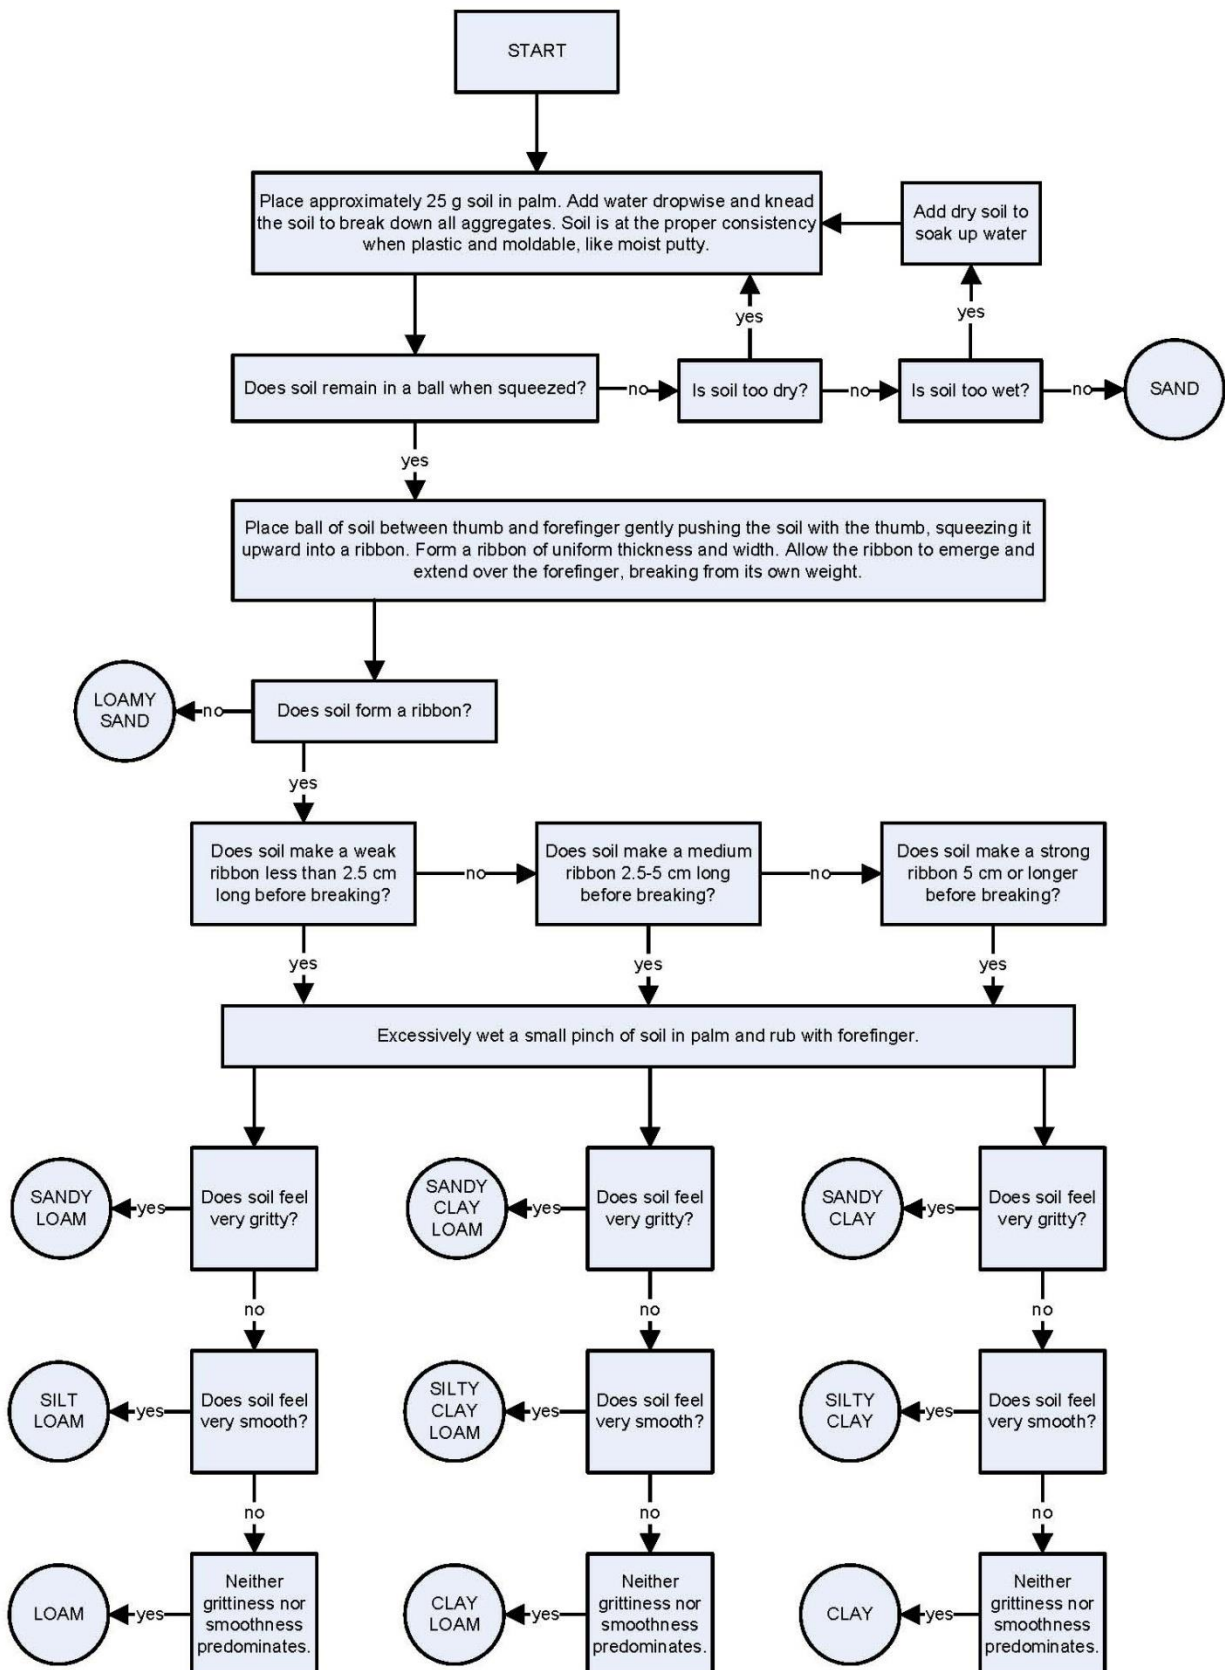 START
Place approximately 25 g soil in palm. Add water dropwise and knead
the soil to break down all aggregates. Soil is at the proper consistency
when plastic and moldable, like moist putty.
Add dry soil to
soak up water
yes
yes
Does soil remain in a ball when squeezed?
no
Is soil too dry?
no
Is soil too wet?
no
SAND
yes
Place ball of soil between thumb and forefinger gently pushing the soil with the thumb, squeezing it
upward into a ribbon. Form a ribbon of uniform thickness and width. Allow the ribbon to emerge and
extend over the forefinger, breaking from its own weight.
LOAMY
SAND
no
Does soil form a ribbon?
yes
Does soil make a weak
ribbon less than 2.5 cm
long before breaking?
no
Does soil make a medium
ribbon 2.5-5 cm long
before breaking?
no
Does soil make a strong
ribbon 5 cm or longer
before breaking?
yes
yes
yes
Excessively wet a small pinch of soil in palm and rub with forefinger.
SANDY
LOAM
yes
Does soil feel
very gritty?
SANDY
CLAY
LOAM
yes
Does soil feel
very gritty?
SANDY
CLAY
yes
Does soil feel
very gritty?
no
no
no
SILT
LOAM
yes
Does soil feel
very smooth?
SILTY
CLAY
LOAM
yes
Does soil feel
very smooth?
SILTY
CLAY
yes
Does soil feel
very smooth?
no
no
no
LOAM
yes
Neither
grittiness nor
smoothness
predominates.
CLAY
LOAM
yes
Neither
grittiness nor
smoothness
predominates.
CLAY
yes
Neither
grittiness nor
smoothness
predominates.